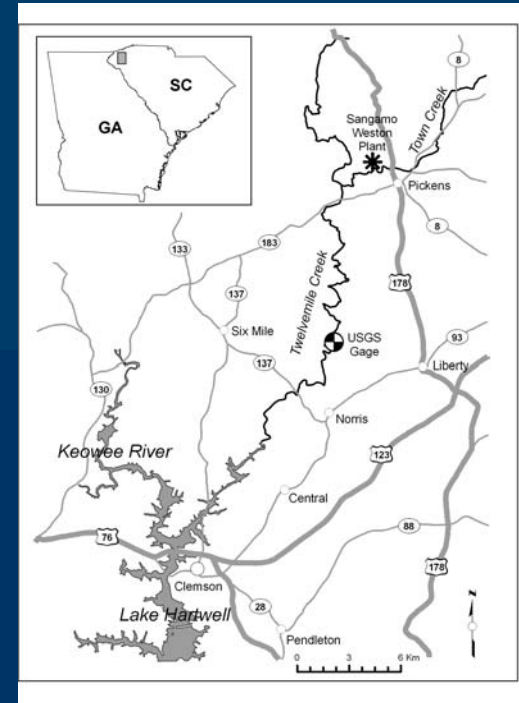 SC
GA
8
Sangamo
Weston
Plant
Town Creek
Pickens
133
183
8
137
178
Twelvemile Creek
Six Mile
USGS
Gage
93
137
130
Liberty
Norris
Keowee River
123
Central
76
88
178
Clemson
28
Lake Hartwell
Pendleton
N
0 3 6 Km